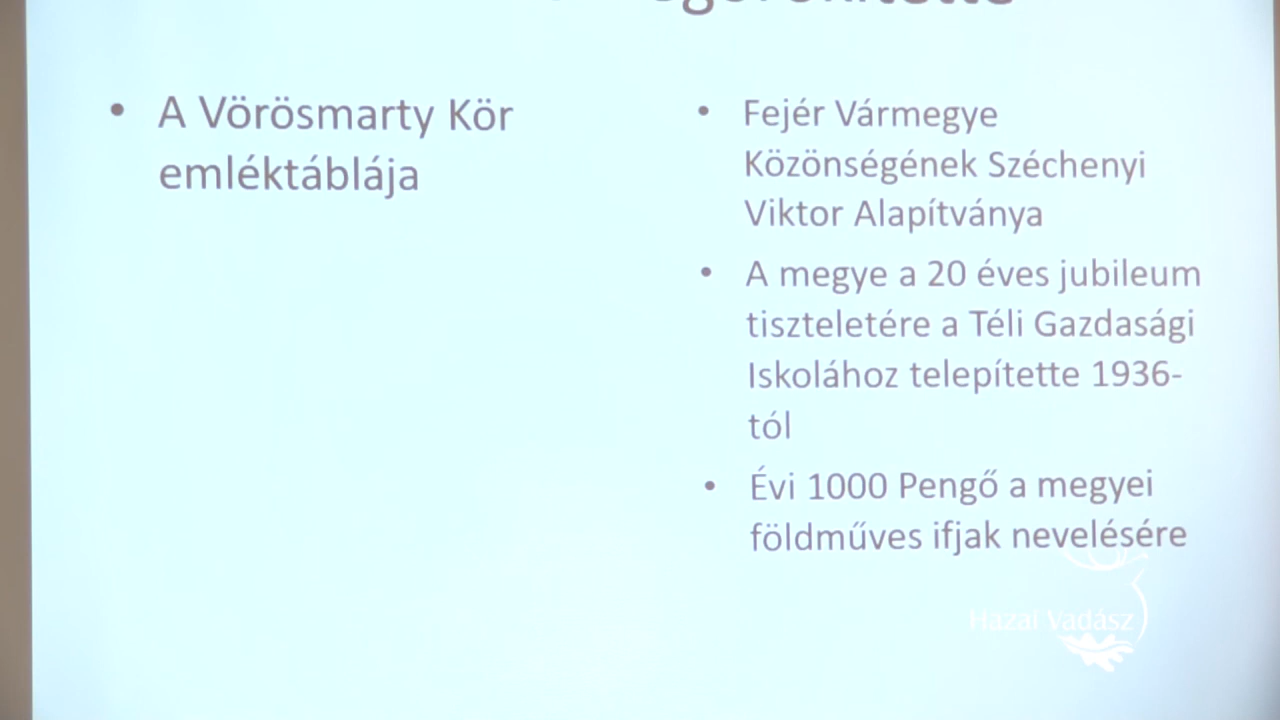 • A Vörösmarty Kör
emléktáblája
• Fejér Vármegye
Közönségének Széchenyi
Viktor Alapítványa
• A megye a 20 éves jubileum
tiszteletére a Téli Gazdasági
Iskolához telepítette 1936-
tól
• Évi 1000 Pengő a megyei
földműves ifjak nevelésére
Hazai Vadász